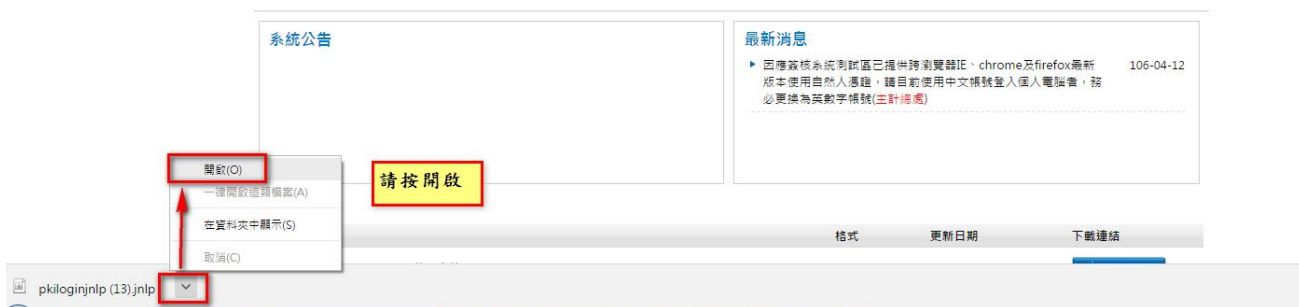 系統公告
最新消息
因應簽核系統測試區已提供跨瀏覽器IE、chrome及firefox最新
106-04-12
版本使用自然人憑證，請目前使用中文帳號登入個人電腦者，務
必更換為英數字帳號(主計總處)
開啟(O)
一律開啟這類檔案(A)
在資料夾中顯示(S)
取消(C)
請按開啟
格式
更新日期
下載連結
pkiloginjnlp (13).jnlp